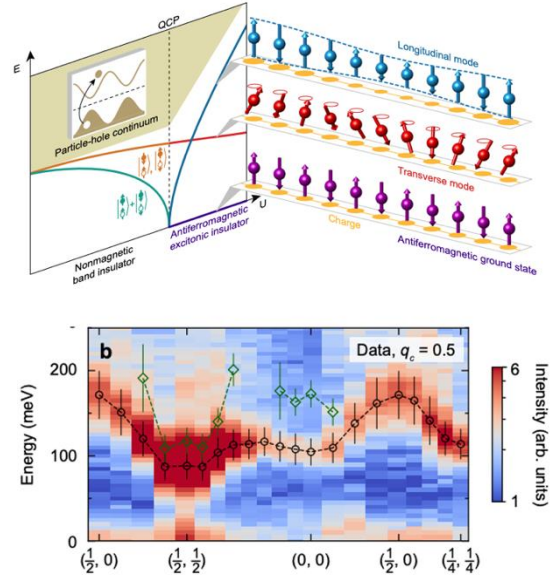 QCP
E
Particle-hole continuum
Nonmagnetic
band insulator
Antiferromagnetic
excitonic insulator
U
Longitudinal mode
Transverse mode
Charge
Antiferromagnetic ground state
b
Data, q_c = 0.5
200
100
0
Energy (meV)
6
1
Intensity (arb. units)
(1/2, 0)
(1/2, 1/2)
(0, 0)
(1/2, 0)
(1/4, 1/4)